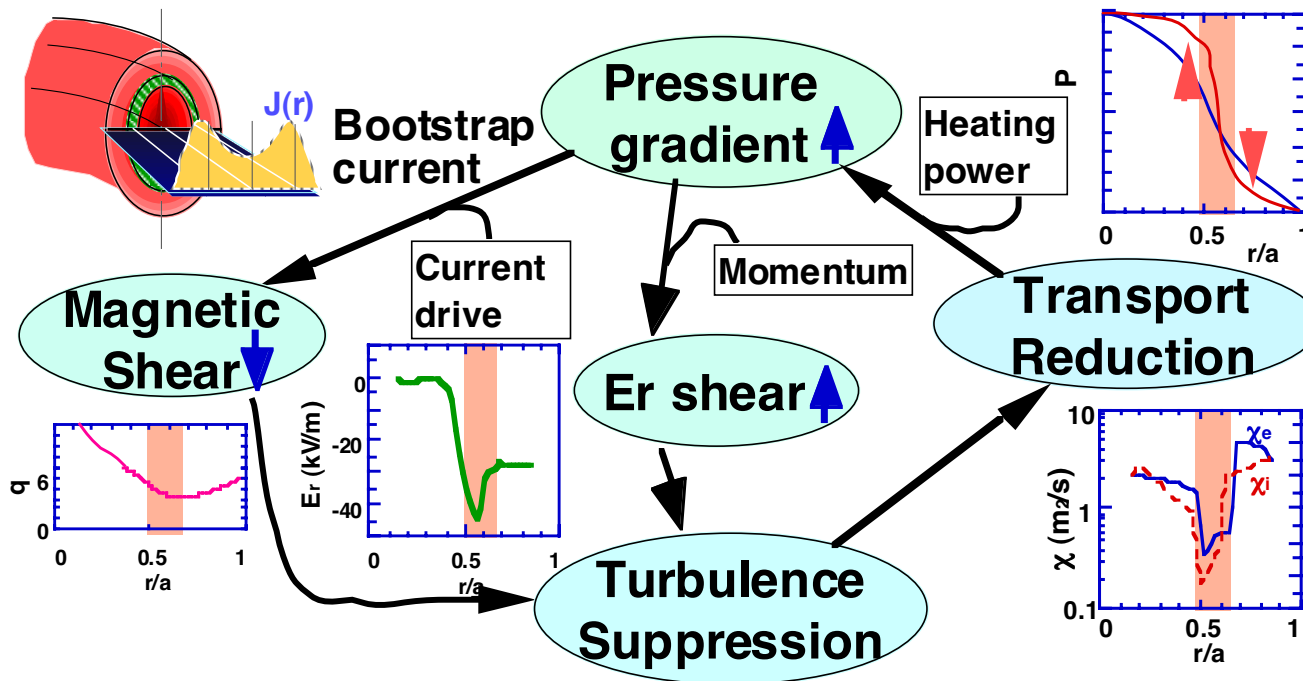 J(r)
Bootstrap
current
Pressure
gradient
Heating
power
P
0
0.5
1
r/a
Current
drive
Momentum
Magnetic
Shear
Er shear
Transport
Reduction
q
6
0
0
0.5
1
r/a
Er (kV/m)
0
-20
-40
0
0.5
1
r/a
Turbulence
Suppression
χ (m2/s)
10
1
0.1
χe
χi
0
0.5
1
r/a